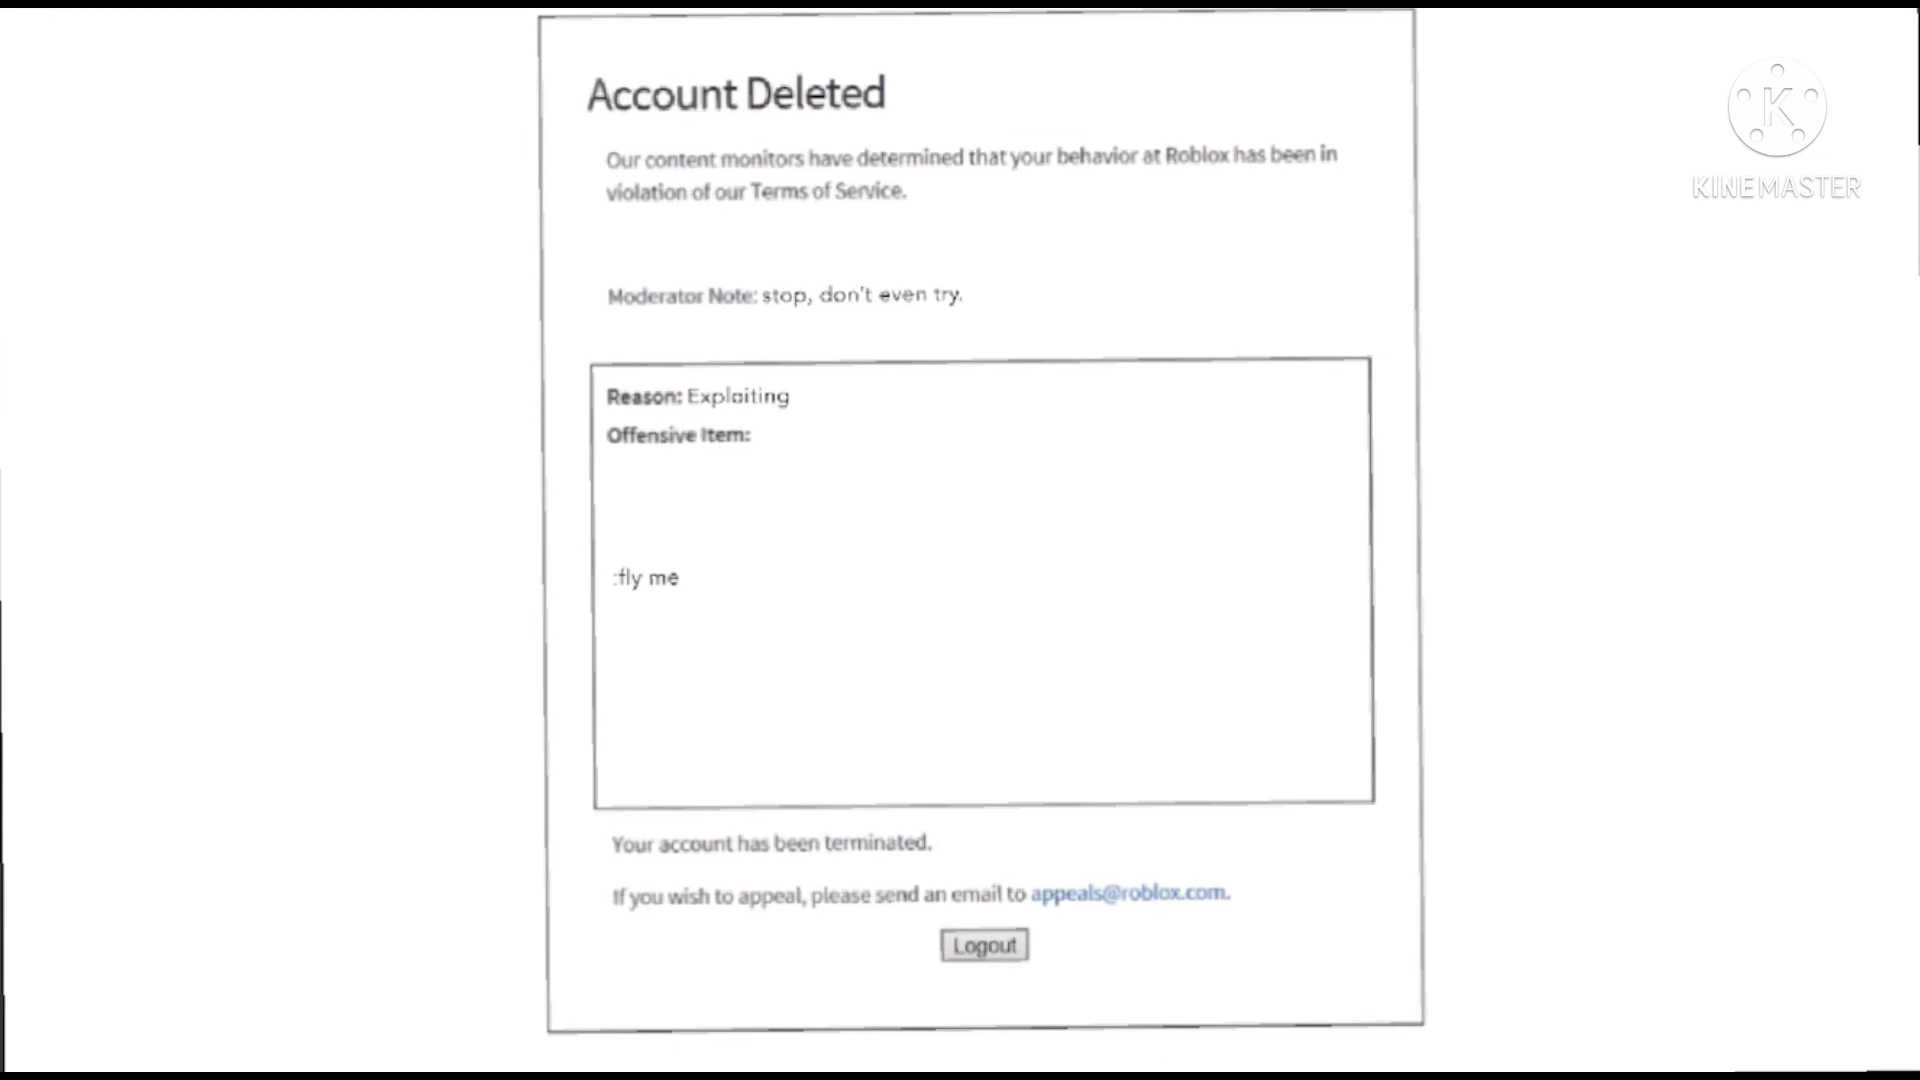 Account Deleted
Our content monitors have determined that your behavior at Roblox has been in
violation of our Terms of Service.
Moderator Note: stop, don't even try.
Reason: Exploiting
Offensive Item:
:fly me
Your account has been terminated.
If you wish to appeal, please send an email to appeals@roblox.com.
Logout
K
KINEMASTER